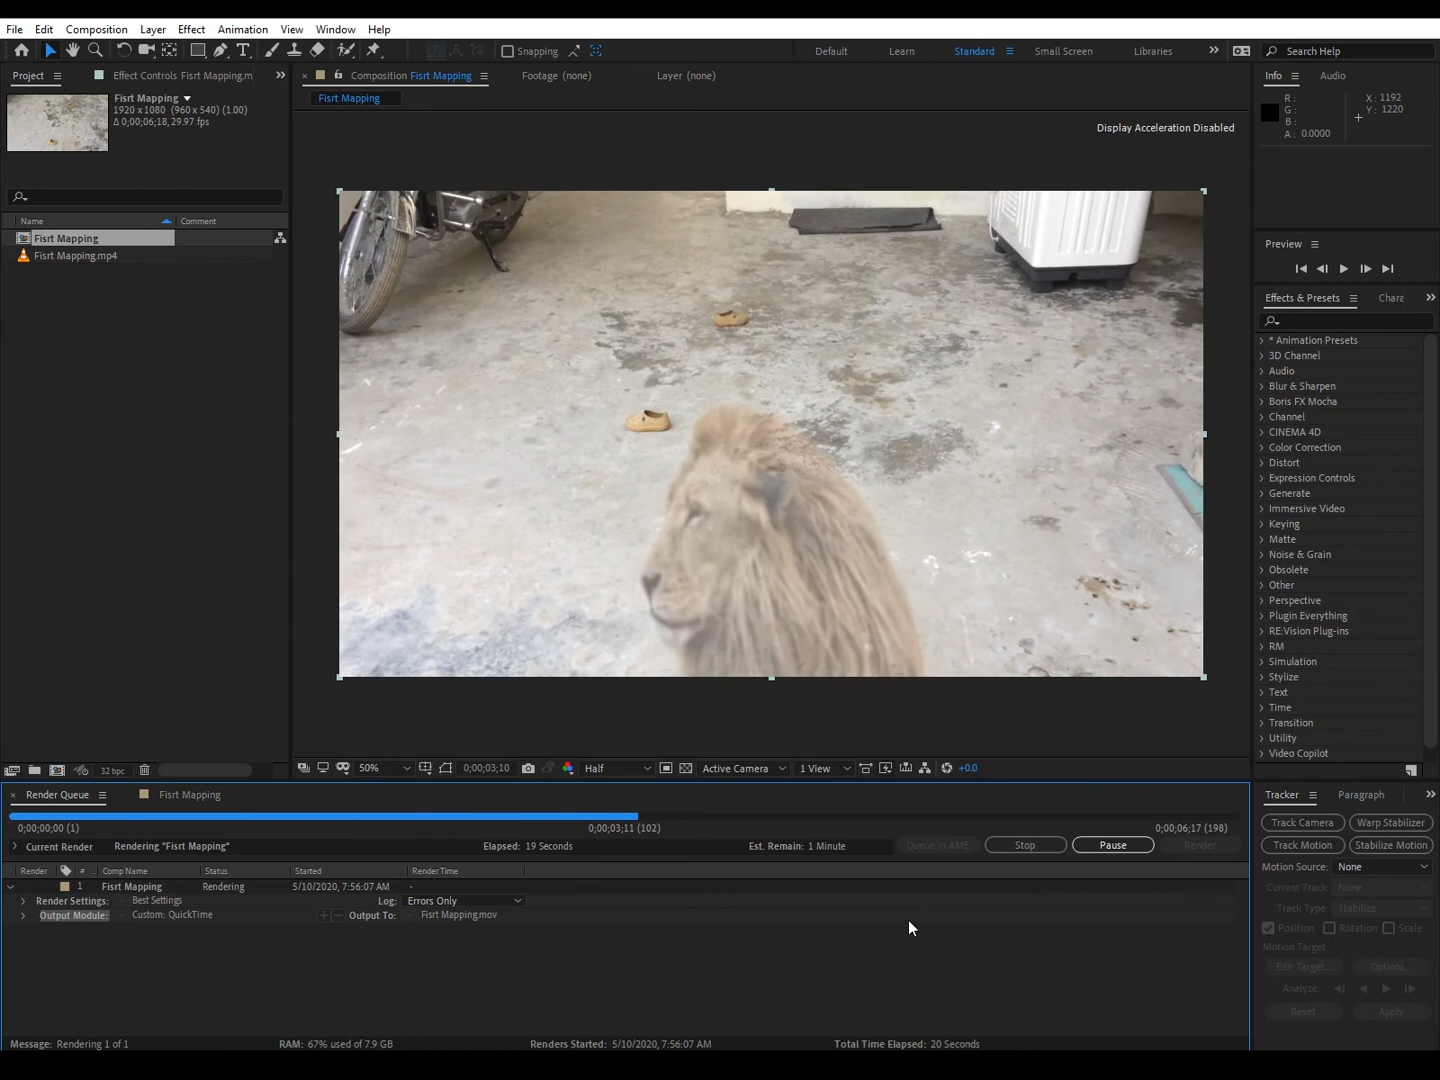 File Edit Composition Layer Effect Animation View Window Help
Snapping Default Learn Standard Small Screen Libraries Search Help
Project Effect Controls Fisrt Mapping.m
Composition Fisrt Mapping Footage (none) Layer (none)
Info Audio
Fisrt Mapping
1920 x 1080 (960 x 540) (1.00)
Δ 0;00;06;18, 29.97 fps
Fisrt Mapping
Display Acceleration Disabled
R :
G :
B :
A : 0.0000
X : 1192
Y : 1220
Name Comment
Fisrt Mapping
Fisrt Mapping.mp4
Preview
Effects & Presets Chara
* Animation Presets
3D Channel
Audio
Blur & Sharpen
Boris FX Mocha
Channel
CINEMA 4D
Color Correction
Distort
Expression Controls
Generate
Immersive Video
Keying
Matte
Noise & Grain
Obsolete
Other
Perspective
Plugin Everything
RE:Vision Plug-ins
RM
Simulation
Stylize
Text
Time
Transition
Utility
Video Copilot
32 bpc
50% 0;00;03;10 Half Active Camera 1 View +0.0
Render Queue Fisrt Mapping
0;00;00;00 (1) 0;00;03;11 (102) 0;00;06;17 (198)
Current Render Rendering "Fisrt Mapping" Elapsed: 19 Seconds Est. Remain: 1 Minute Queue in AME Stop Pause Render
Render # Comp Name Status Started Render Time
1 Fisrt Mapping Rendering 5/10/2020, 7:56:07 AM -
Render Settings: Best Settings Log: Errors Only
Output Module: Custom: QuickTime + – Output To: Fisrt Mapping.mov
Message: Rendering 1 of 1 RAM: 67% used of 7.9 GB Renders Started: 5/10/2020, 7:56:07 AM Total Time Elapsed: 20 Seconds
Tracker Paragraph
Track Camera Warp Stabilizer
Track Motion Stabilize Motion
Motion Source: None
Current Track: None
Track Type: Stabilize
Position Rotation Scale
Motion Target:
Edit Target... Options...
Analyze:
Reset Apply